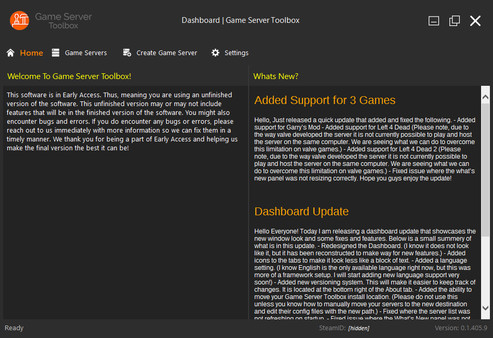 Game Server
Toolbox
Dashboard | Game Server Toolbox
Home
Game Servers
Create Game Server
Settings
Welcome To Game Server Toolbox!
This software is in Early Access. Thus, meaning you are using an unfinished
version of the software. This unfinished version may or may not include
features that will be in the finished version of the software. You might also
encounter bugs and errors. If you do encounter any bugs or errors, please
reach out to us immediately with more information so we can fix them in a
timely manner. We thank you for being a part of Early Access and helping us
make the final version the best it can be!
Whats New?
Added Support for 3 Games
Hello, Just released a quick update that added and fixed the following. - Added
support for Garry's Mod - Added support for Left 4 Dead (Please note, due to
the way valve developed the server it is not currently possible to play and host
the server on the same computer. We are seeing what we can do to overcome
this limitation on valve games.) - Added support for Left 4 Dead 2 (Please
note, due to the way valve developed the server it is not currently possible to
play and host the server on the same computer. We are seeing what we can
do to overcome this limitation on valve games.) - Fixed issue where the what's
new panel was not resizing correctly. Hope you guys enjoy the update!
Dashboard Update
Hello Everyone! Today I am releasing a dashboard update that showcases the
new window look and some fixes and features. Below is a small summery of
what is in this update. - Redesigned the Dashboard. (I know it does not look
like it, but it has been reconstructed to make way for new features.) - Added
icons to the tabs to make it look less like a block of text. - Added a language
setting. (I know English is the only available language right now, but this was
more of a framework setup. I will start adding new language support very
soon!) - Added new versioning system. This will make it easier to keep track of
changes. It is located at the bottom right of the About tab. - Added the ability to
move your Game Server Toolbox install location. (Please do not use this
unless you know how to manually move your servers to the new destination
and edit their config files with the new path.) - Fixed where the server list was
not refreshing on startup. - Fixed issue where the What's New panel was not
Ready
SteamID: [hidden]
Version: 0.1.405.9